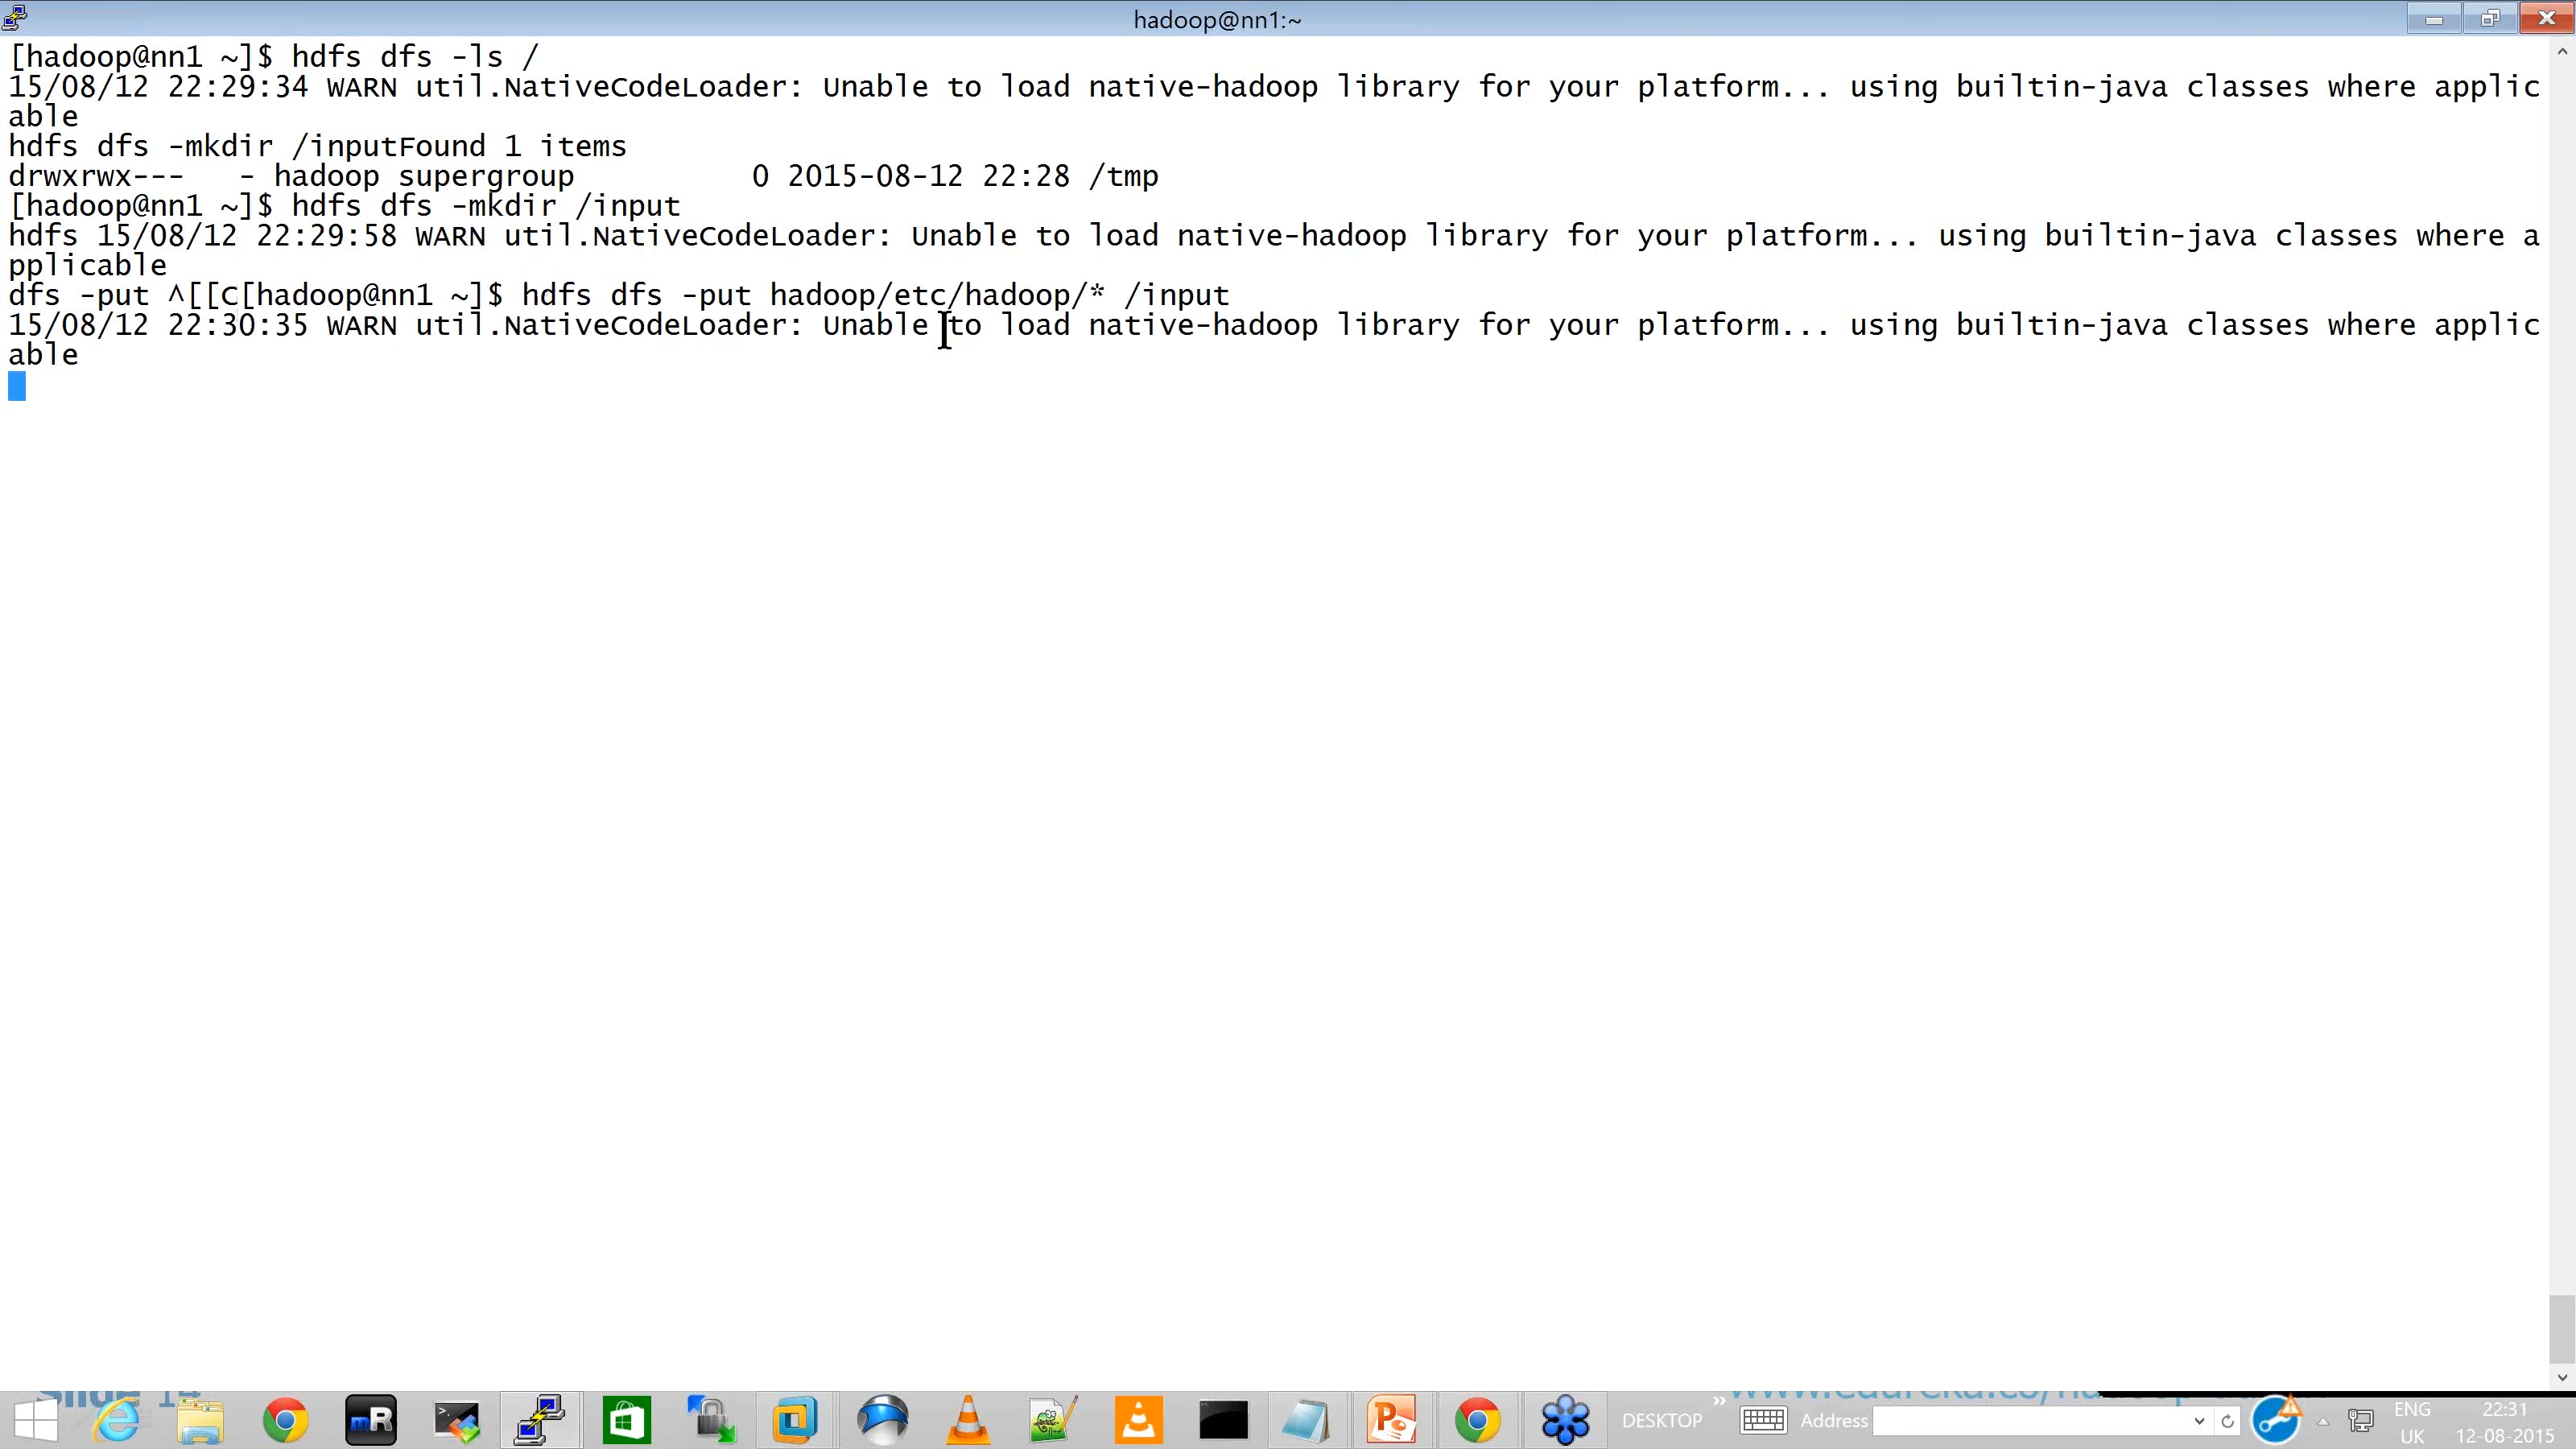 hadoop@nn1:~
[hadoop@nn1 ~]$ hdfs dfs -ls /
15/08/12 22:29:34 WARN util.NativeCodeLoader: Unable to load native-hadoop library for your platform... using builtin-java classes where applic
able
hdfs dfs -mkdir /inputFound 1 items
drwxrwx---   - hadoop supergroup          0 2015-08-12 22:28 /tmp
[hadoop@nn1 ~]$ hdfs dfs -mkdir /input
hdfs 15/08/12 22:29:58 WARN util.NativeCodeLoader: Unable to load native-hadoop library for your platform... using builtin-java classes where a
pplicable
dfs -put ^[[C[hadoop@nn1 ~]$ hdfs dfs -put hadoop/etc/hadoop/* /input
15/08/12 22:30:35 WARN util.NativeCodeLoader: Unable to load native-hadoop library for your platform... using builtin-java classes where applic
able
Slide 14
mR
DESKTOP
Address
ENG
UK
22:31
12-08-2015